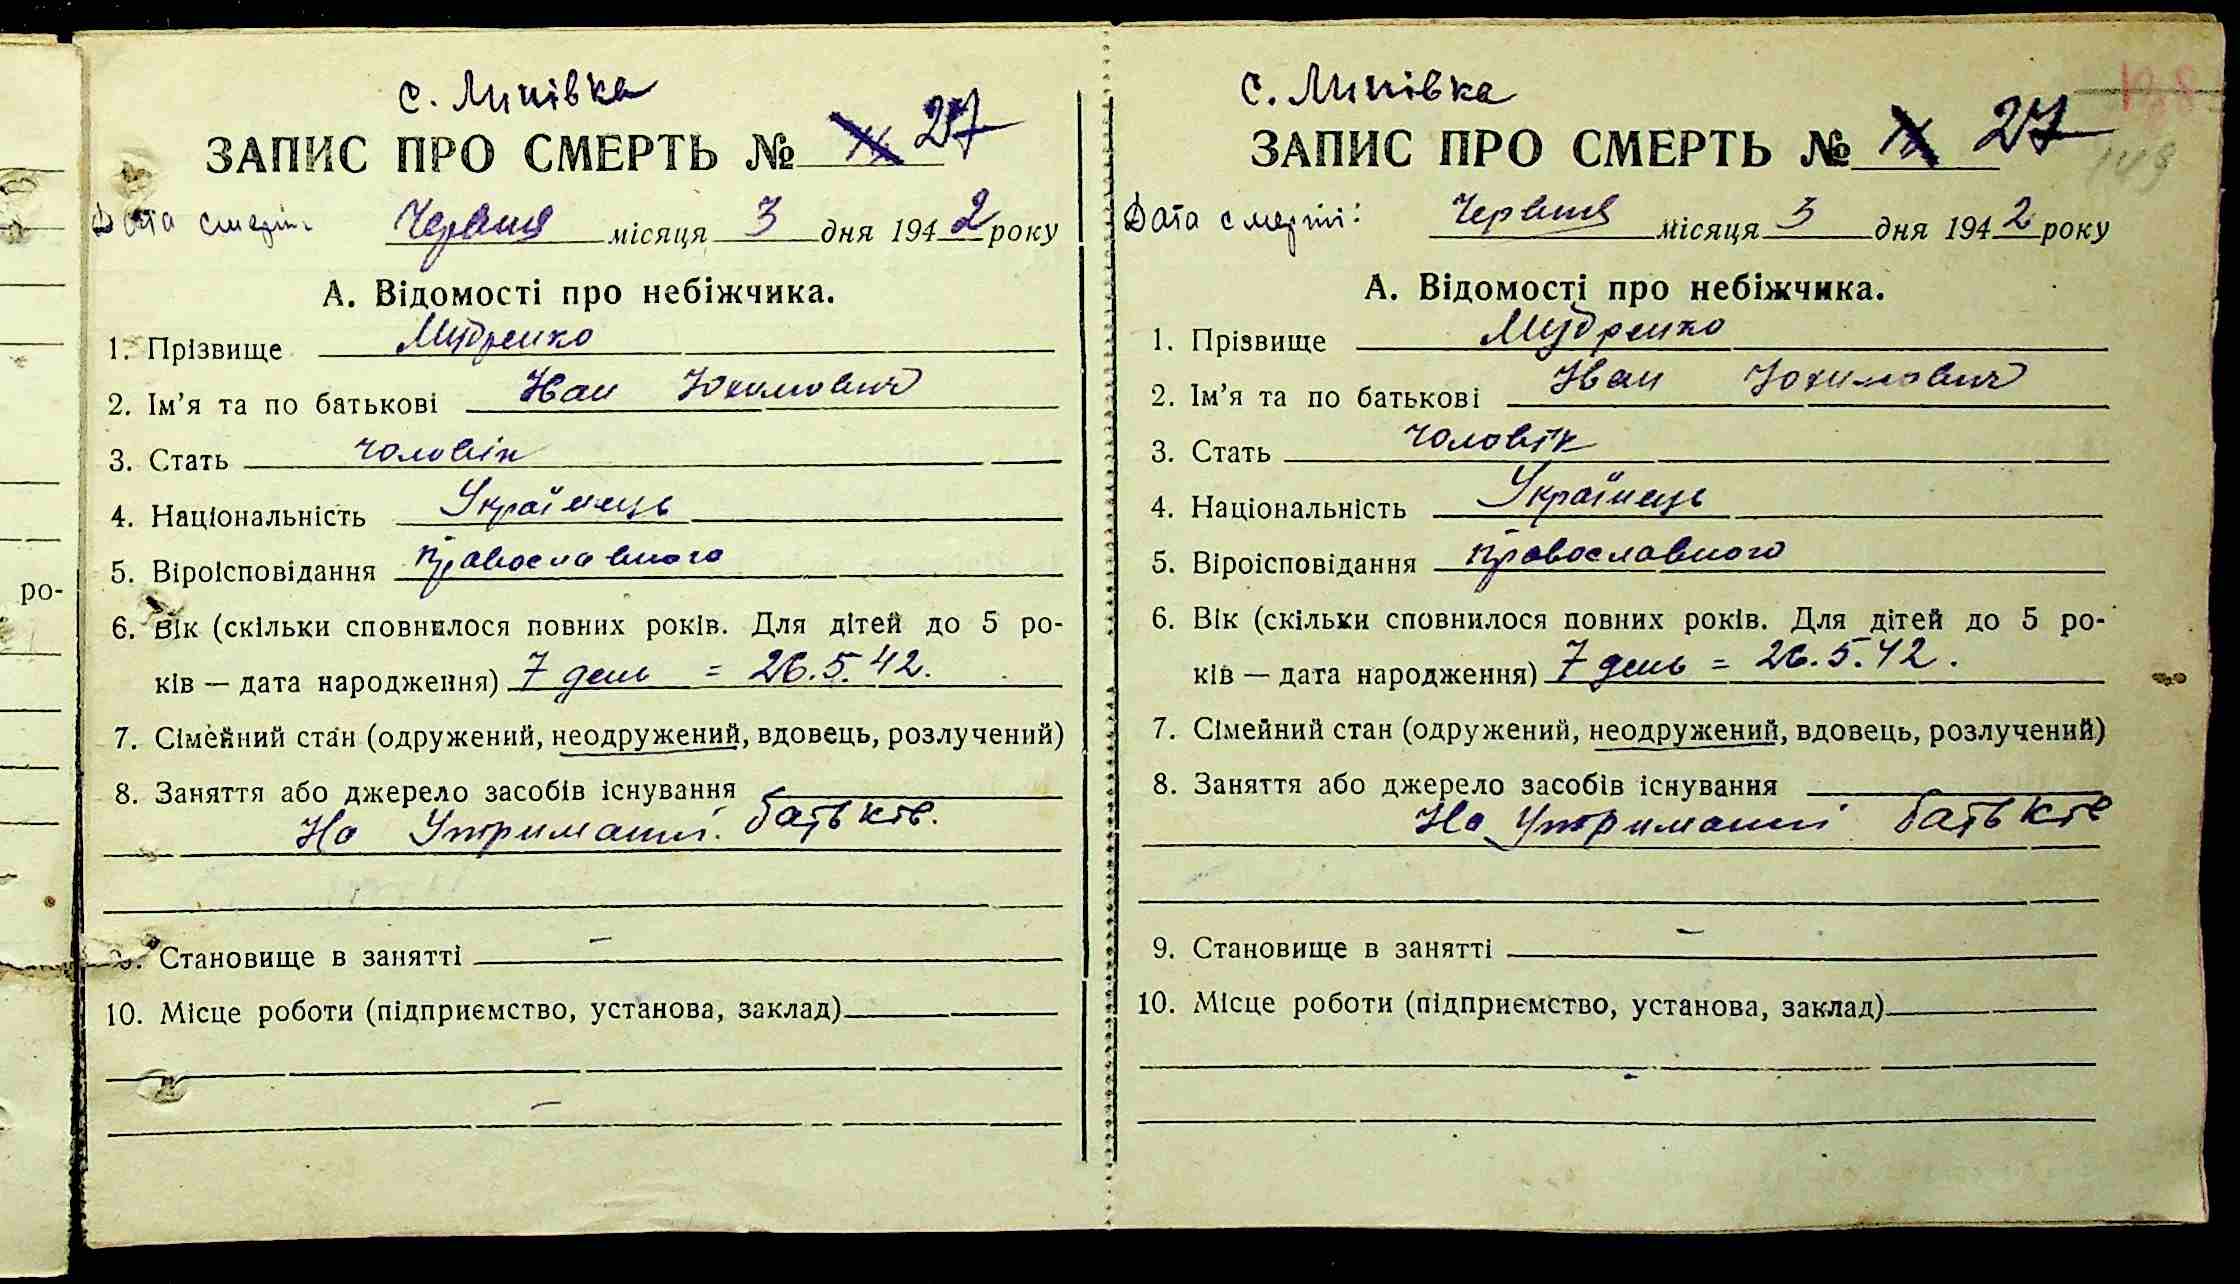 ро-
с. Липівка
ЗАПИС ПРО СМЕРТЬ № 27
Дата смерти: Червня місяця 3 дня 1942 року
А. Відомості про небіжчика.
1. Прізвище Мудренко
2. Ім’я та по батькові Іван Юхимович
3. Стать чоловік
4. Національність Українець
5. Віроісповідання православного
6. Вік (скільки сповнилося повних років. Для дітей до 5 ро-
ків — дата народження) 7 день = 26.5.42.
7. Сімейний стан (одружений, неодружений, вдовець, розлучений)
8. Заняття або джерело засобів існування
На Утриманні батьків.
9. Становище в занятті –
10. Місце роботи (підприємство, установа, заклад)
–
с. Липівка
ЗАПИС ПРО СМЕРТЬ № 27
149
Дата смерті: Червня місяця 3 дня 1942 року
А. Відомості про небіжчика.
1. Прізвище Мудренко
2. Ім’я та по батькові Іван Юхимович
3. Стать чоловік
4. Національність Українець
5. Віроісповідання православного
6. Вік (скільки сповнилося повних років. Для дітей до 5 ро-
ків — дата народження) 7 день = 26.5.42.
7. Сімейний стан (одружений, неодружений, вдовець, розлучений)
8. Заняття або джерело засобів існування
На Утриманні батьків
9. Становище в занятті –
10. Місце роботи (підприємство, установа, заклад)
–